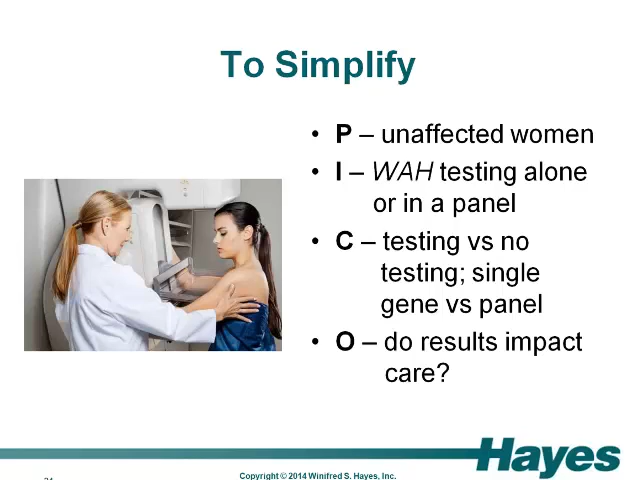 To Simplify
• P – unaffected women
• I – WAH testing alone
or in a panel
• C – testing vs no
testing; single
gene vs panel
• O – do results impact
care?
Copyright © 2014 Winifred S. Hayes, Inc.
Hayes